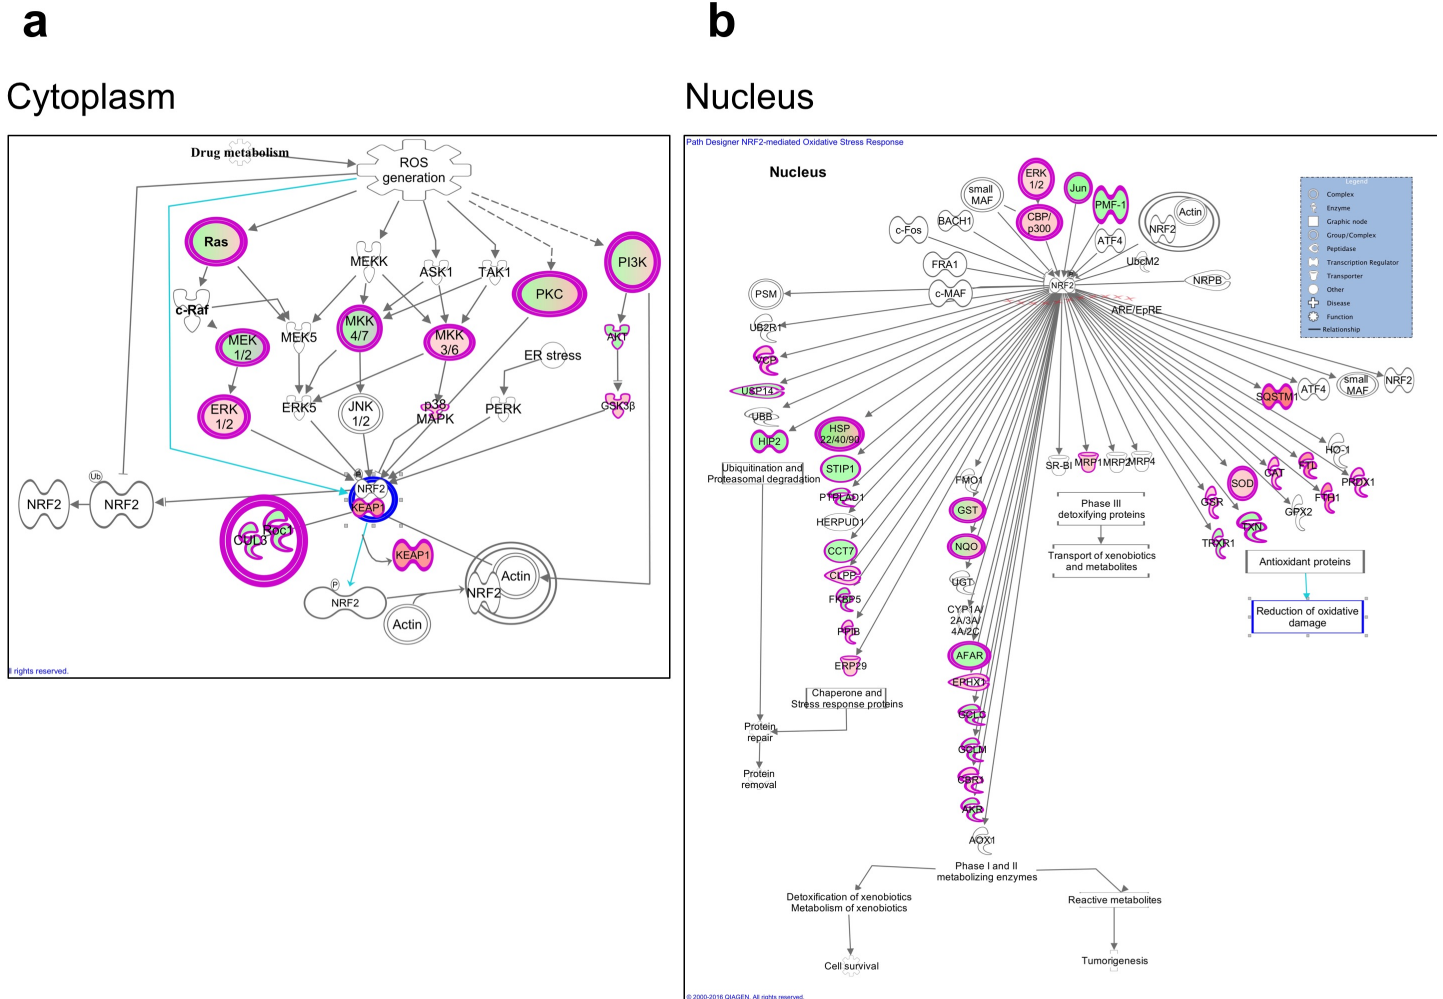 a
b
Cytoplasm
Nucleus
Drug metabolism
ROS
generation
Ras
PI3K
MEKK
ASK1
TAK1
PKC
c-Raf
MEK
1/2
MEK5
MKK
4/7
MKK
3/6
AKT
ER stress
ERK
1/2
ERK5
JNK
1/2
p38
MAPK
PERK
GSK3β
Ub
NRF2
NRF2
NRF2
KEAP1
CUL3
Roc1
KEAP1
P
NRF2
Actin
NRF2
Actin
ll rights reserved.
Path Designer NRF2-mediated Oxidative Stress Response
Nucleus
ERK
1/2
Jun
small
MAF
CBP/
p300
PMF-1
Actin
NRF2
c-Fos
BACH1
ATF4
UbcM2
FRA1
c-MAF
NRF2
NRPB
ARE/EpRE
Legend
Complex
Enzyme
Graphic node
Group/Complex
Peptidase
Transcription Regulator
Transporter
Other
Disease
Function
Relationship
PSM
UB2R1
VCP
USP14
UBB
HIP2
Ubiquitination and
Proteasomal degradation
HSP
22/40/90
STIP1
PTPLAD1
HERPUD1
CCT7
CLPP
FKBP5
PPIB
ERP29
Chaperone and
Stress response proteins
Protein
repair
Protein
removal
FMO1
GST
NQO
UGT
CYP1A/
2A/3A/
4A/2C
AFAR
EPHX1
GCLC
GCLM
CBR1
AKR
AOX1
Phase I and II
metabolizing enzymes
Detoxification of xenobiotics
Metabolism of xenobiotics
Cell survival
Reactive metabolites
Tumorigenesis
SR-BI
MRP1
MRP2
MRP4
Phase III
detoxifying proteins
Transport of xenobiotics
and metabolites
SQSTM1
ATF4
small
MAF
NRF2
HO-1
PRDX1
FTL
FTH1
CAT
GPX2
SOD
TXN
GSR
TRXR1
Antioxidant proteins
Reduction of oxidative
damage
© 2000-2016 QIAGEN. All rights reserved.